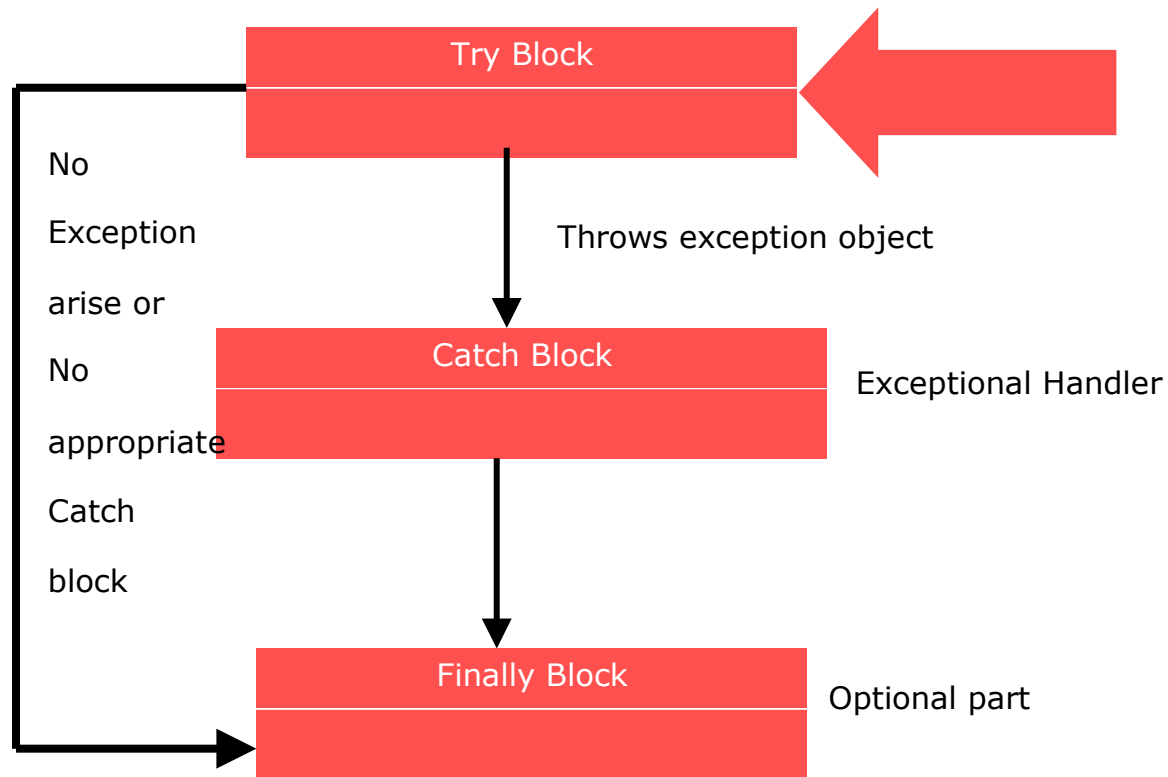 Try Block
No
Exception
arise or
No
appropriate
Catch
block
Throws exception object
Catch Block
Exceptional Handler
Finally Block
Optional part